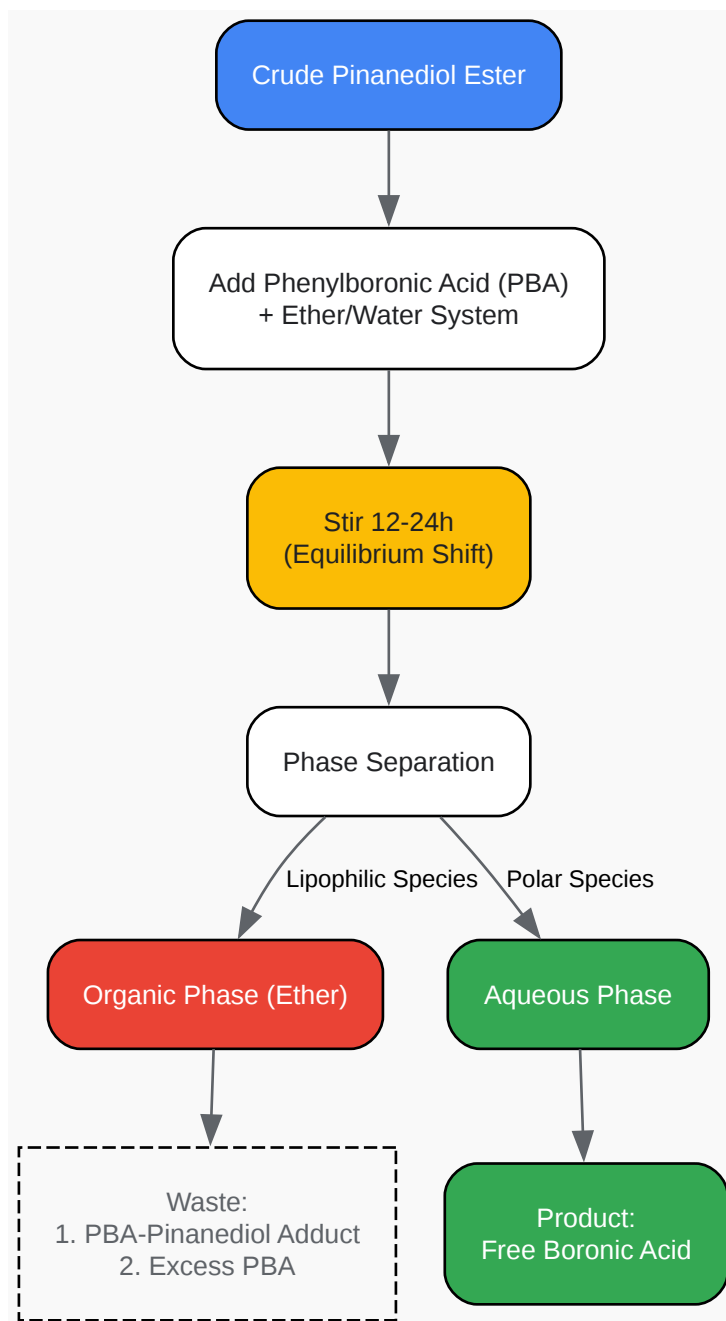 Crude Pinanediol Ester
Add Phenylboronic Acid (PBA)
+ Ether/Water System
Stir 12-24h
(Equilibrium Shift)
Phase Separation
Lipophilic Species
Polar Species
Organic Phase (Ether)
Aqueous Phase
Waste:
1. PBA-Pinanediol Adduct
2. Excess PBA
Product:
Free Boronic Acid